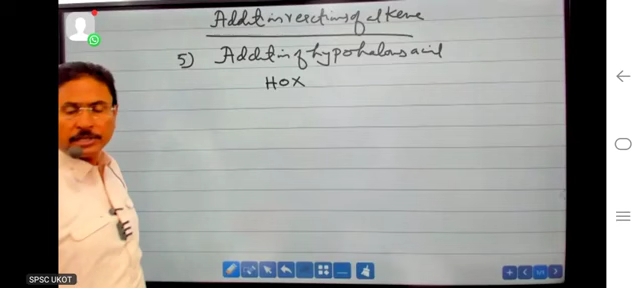 Addition reactions of alkene
5) Addition of hypohalous acid
HOX
SPSC UKOT